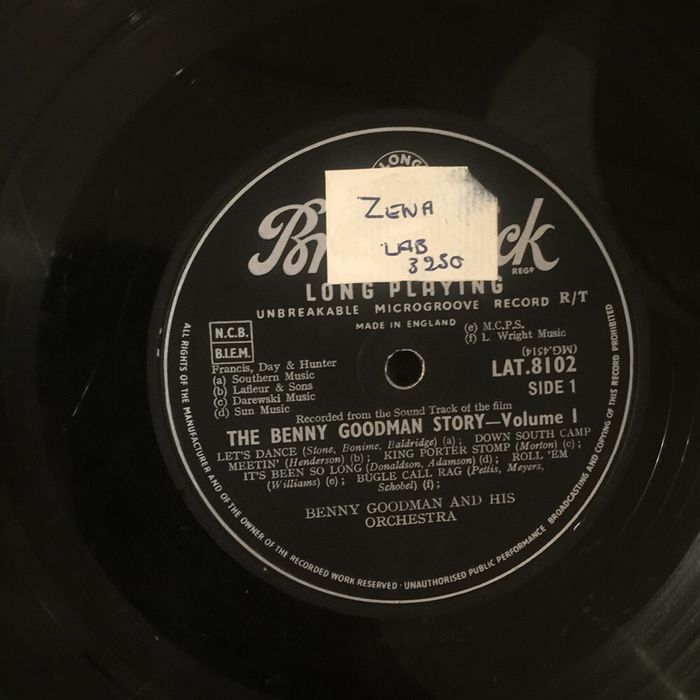 LONG
ZENA
LAB
3250
Br ck
REGD
LONG PLAYING
UNBREAKABLE MICROGROOVE RECORD R/T
MADE IN ENGLAND
N.C.B.
B.I.E.M.
Francis, Day & Hunter
(a) Southern Music
(b) Lafleur & Sons
(c) Darewski Music
(d) Sun Music
(e) M.C.P.S.
(f) L. Wright Music
(MG.4514)
LAT.8102
SIDE 1
Recorded from the Sound Track of the film
THE BENNY GOODMAN STORY—Volume 1
LET'S DANCE (Stone, Bonime, Baldridge) (a) ; DOWN SOUTH CAMP
MEETIN' (Henderson) (b) ; KING PORTER STOMP (Morton) (c) ;
IT'S BEEN SO LONG (Donaldson, Adamson) (d) ; ROLL 'EM
(Williams) (e) ; BUGLE CALL RAG (Pettis, Meyers,
Schobel) (f) ;
BENNY GOODMAN AND HIS
ORCHESTRA
ALL RIGHTS OF THE MANUFACTURER AND OF THE OWNER OF THE RECORDED WORK RESERVED · UNAUTHORISED PUBLIC PERFORMANCE BROADCASTING AND COPYING OF THIS RECORD PROHIBITED